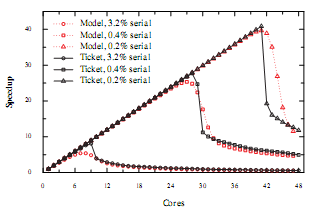 Speedup
40
30
20
10
0
Model, 3.2% serial
Model, 0.4% serial
Model, 0.2% serial
Ticket, 3.2% serial
Ticket, 0.4% serial
Ticket, 0.2% serial
0 6 12 18 24 30 36 42 48
Cores